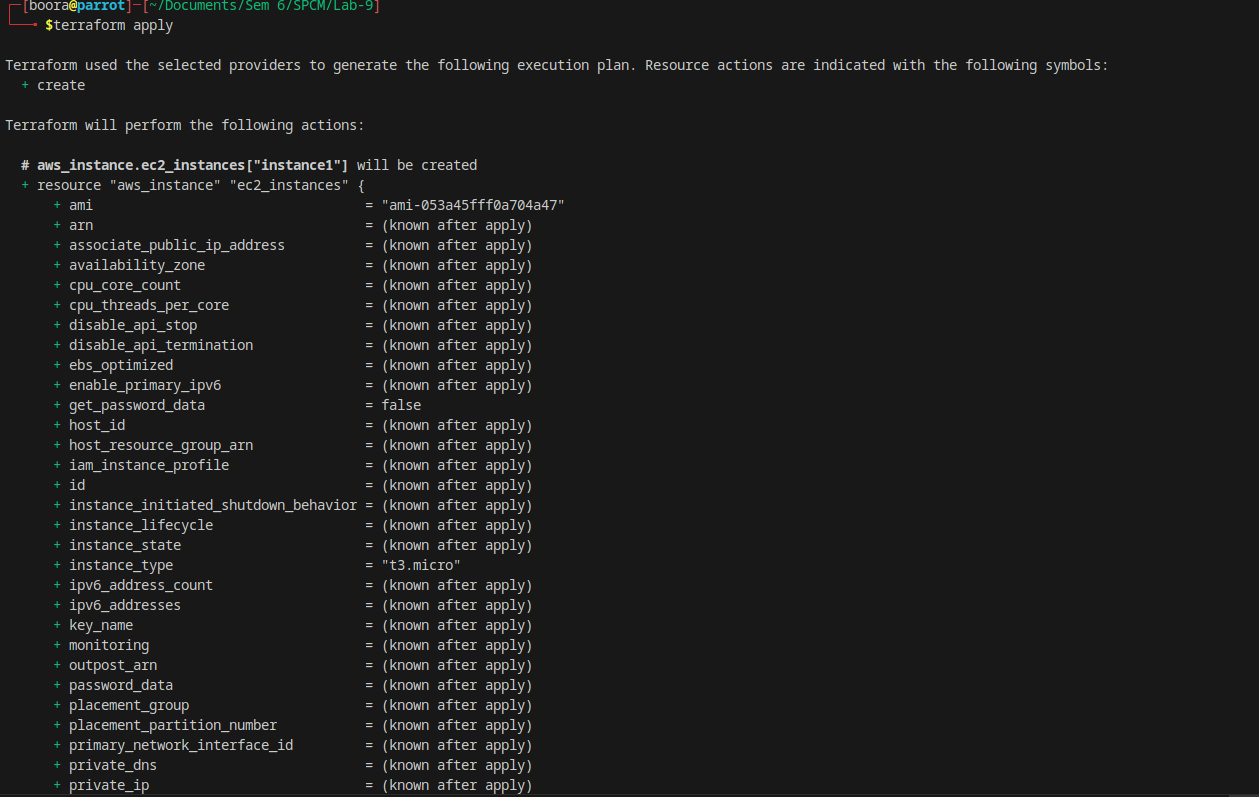 [boora@parrot]-[~/Documents/Sem 6/SPCM/Lab-9]
$terraform apply
Terraform used the selected providers to generate the following execution plan. Resource actions are indicated with the following symbols:
+ create
Terraform will perform the following actions:
# aws_instance.ec2_instances["instance1"] will be created
+ resource "aws_instance" "ec2_instances" {
+ ami = "ami-053a45fff0a704a47"
+ arn = (known after apply)
+ associate_public_ip_address = (known after apply)
+ availability_zone = (known after apply)
+ cpu_core_count = (known after apply)
+ cpu_threads_per_core = (known after apply)
+ disable_api_stop = (known after apply)
+ disable_api_termination = (known after apply)
+ ebs_optimized = (known after apply)
+ enable_primary_ipv6 = (known after apply)
+ get_password_data = false
+ host_id = (known after apply)
+ host_resource_group_arn = (known after apply)
+ iam_instance_profile = (known after apply)
+ id = (known after apply)
+ instance_initiated_shutdown_behavior = (known after apply)
+ instance_lifecycle = (known after apply)
+ instance_state = (known after apply)
+ instance_type = "t3.micro"
+ ipv6_address_count = (known after apply)
+ ipv6_addresses = (known after apply)
+ key_name = (known after apply)
+ monitoring = (known after apply)
+ outpost_arn = (known after apply)
+ password_data = (known after apply)
+ placement_group = (known after apply)
+ placement_partition_number = (known after apply)
+ primary_network_interface_id = (known after apply)
+ private_dns = (known after apply)
+ private_ip = (known after apply)